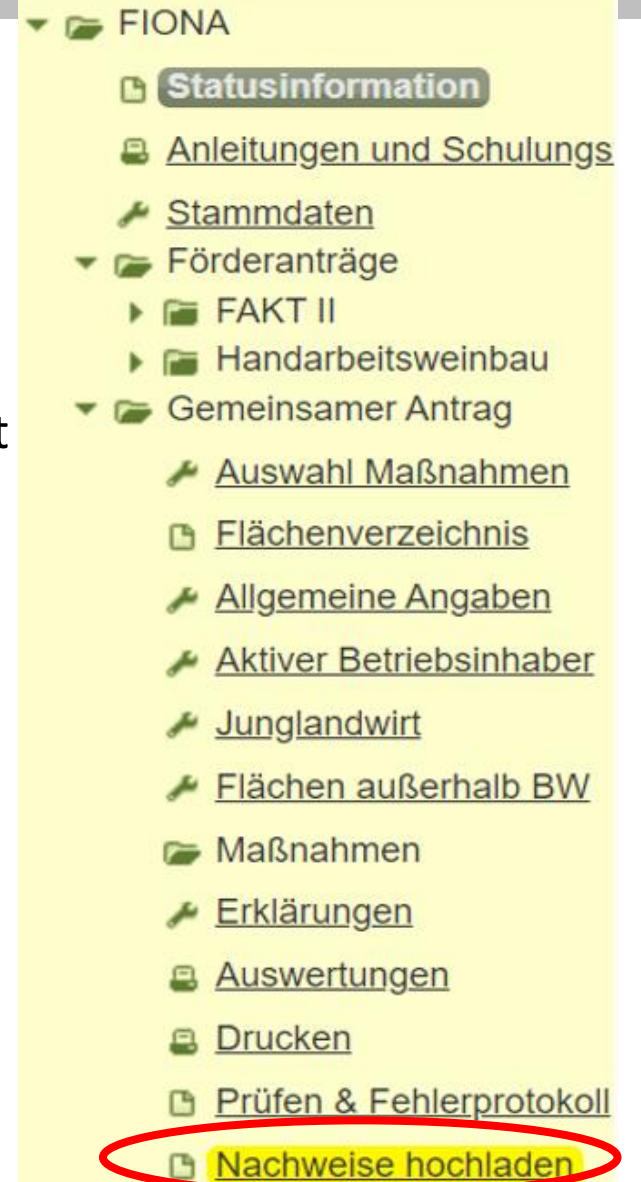 FIONA
Statusinformation
Anleitungen und Schulungs
Stammdaten
Förderanträge
FAKT II
Handarbeitsweinbau
Gemeinsamer Antrag
t
Auswahl Maßnahmen
Flächenverzeichnis
Allgemeine Angaben
Aktiver Betriebsinhaber
Junglandwirt
Flächen außerhalb BW
Maßnahmen
Erklärungen
Auswertungen
Drucken
Prüfen & Fehlerprotokoll
Nachweise hochladen